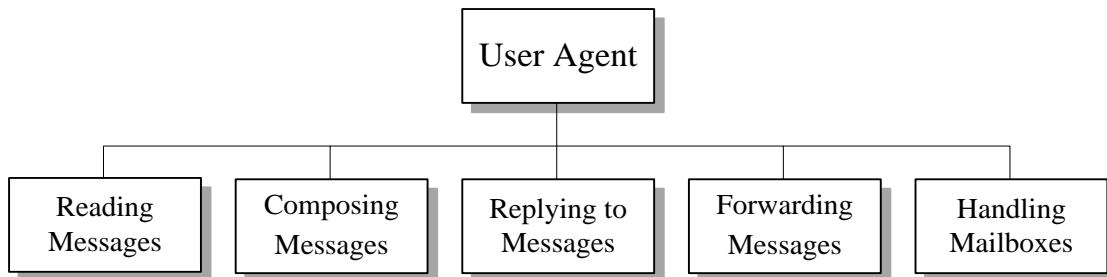 User Agent
Reading
Messages
Composing
Messages
Replying to
Messages
Forwarding
Messages
Handling
Mailboxes